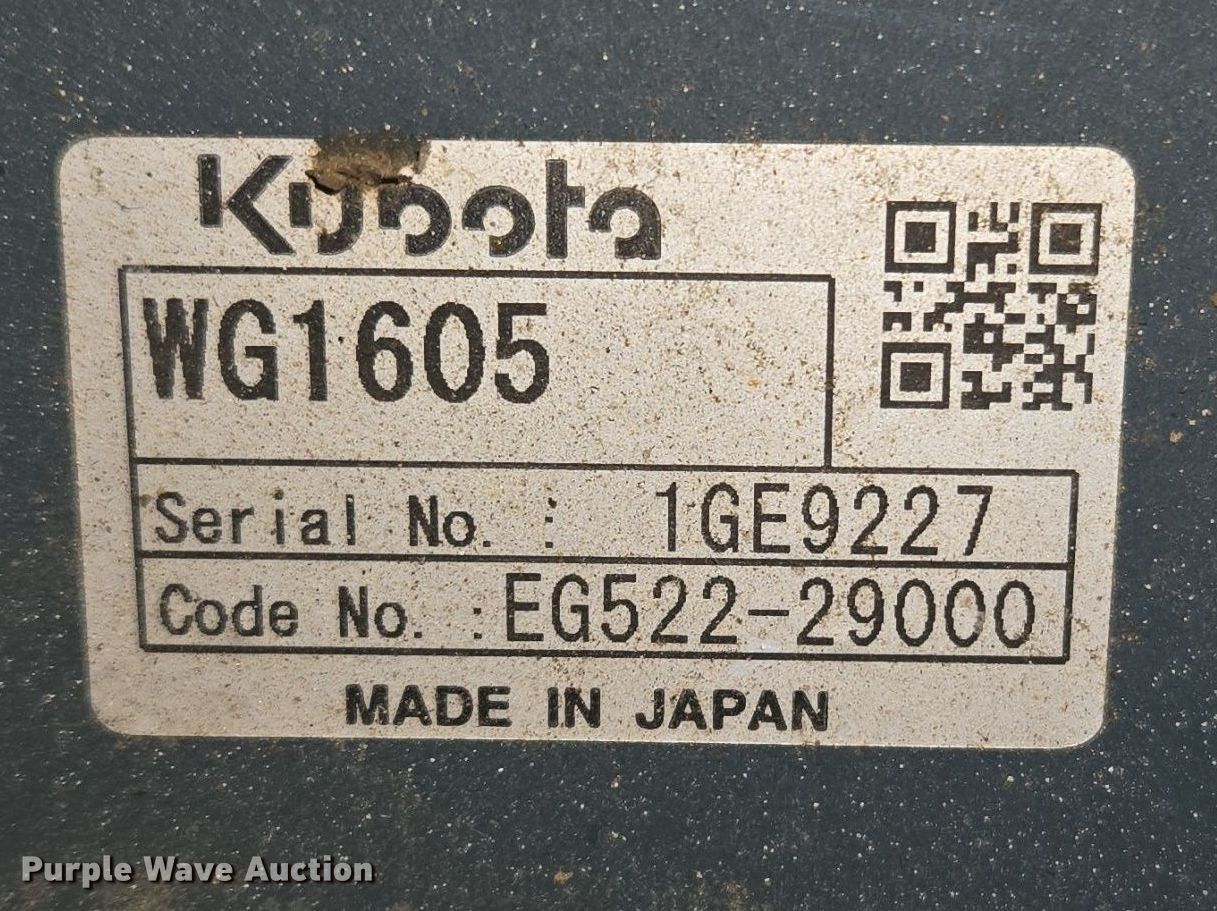 Kubota
WG1605
Serial No. : 1GE9227
Code No. :EG522-29000
MADE IN JAPAN
Purple Wave Auction